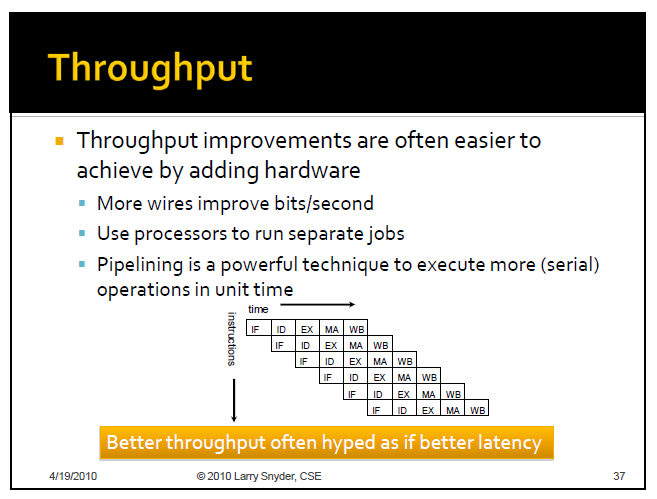 Throughput
Throughput improvements are often easier to
achieve by adding hardware
More wires improve bits/second
Use processors to run separate jobs
Pipelining is a powerful technique to execute more (serial)
operations in unit time
time
instructions
IF ID EX MA WB
IF ID EX MA WB
IF ID EX MA WB
IF ID EX MA WB
IF ID EX MA WB
IF ID EX MA WB
Better throughput often hyped as if better latency
4/19/2010 © 2010 Larry Snyder, CSE 37